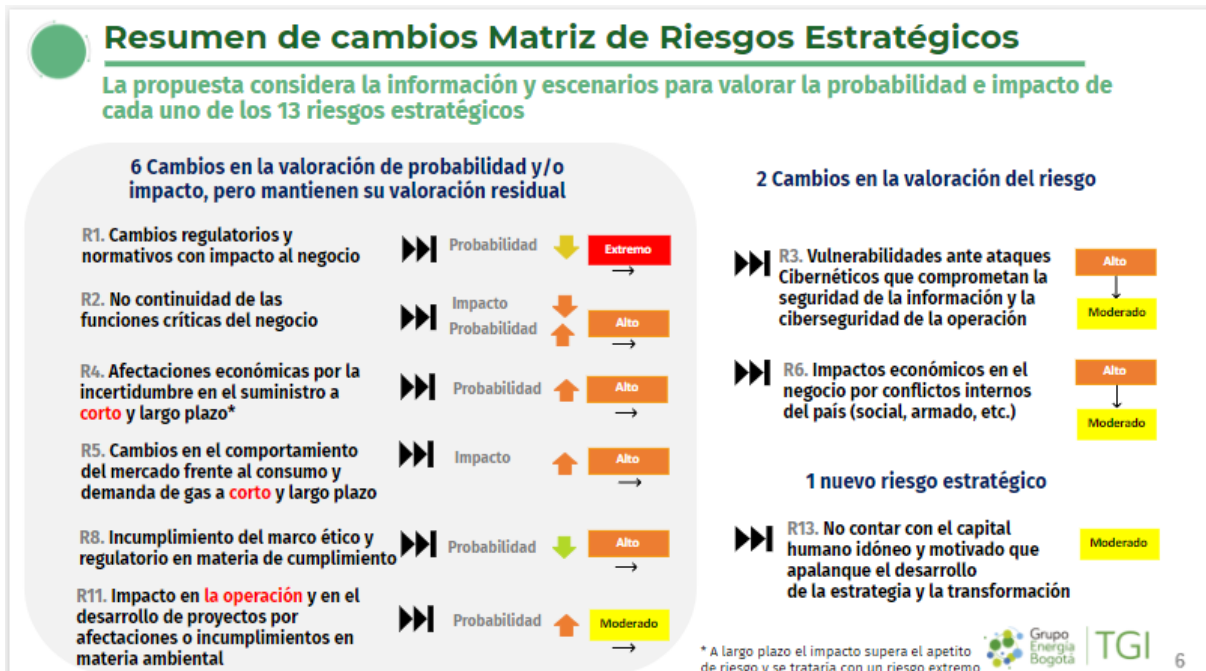 Resumen de cambios Matriz de Riesgos Estratégicos
La propuesta considera la información y escenarios para valorar la probabilidad e impacto de
cada uno de los 13 riesgos estratégicos
6 Cambios en la valoración de probabilidad y/o
impacto, pero mantienen su valoración residual
R1. Cambios regulatorios y
normativos con impacto al negocio
Probabilidad
Extremo
R2. No continuidad de las
funciones críticas del negocio
Impacto
Probabilidad
Alto
R4. Afectaciones económicas por la
incertidumbre en el suministro a
corto y largo plazo*
Probabilidad
Alto
R5. Cambios en el comportamiento
del mercado frente al consumo y
demanda de gas a corto y largo plazo
Impacto
Alto
R8. Incumplimiento del marco ético y
regulatorio en materia de cumplimiento
Probabilidad
Alto
R11. Impacto en la operación y en el
desarrollo de proyectos por
afectaciones o incumplimientos en
materia ambiental
Probabilidad
Moderado
2 Cambios en la valoración del riesgo
R3. Vulnerabilidades ante ataques
Cibernéticos que comprometan la
seguridad de la información y la
ciberseguridad de la operación
Alto
Moderado
R6. Impactos económicos en el
negocio por conflictos internos
del país (social, armado, etc.)
Alto
Moderado
1 nuevo riesgo estratégico
R13. No contar con el capital
humano idóneo y motivado que
apalanque el desarrollo
de la estrategia y la transformación
Moderado
* A largo plazo el impacto supera el apetito
de riesgo y se trataría con un riesgo extremo
Grupo
Energía
Bogotá
TGI
6